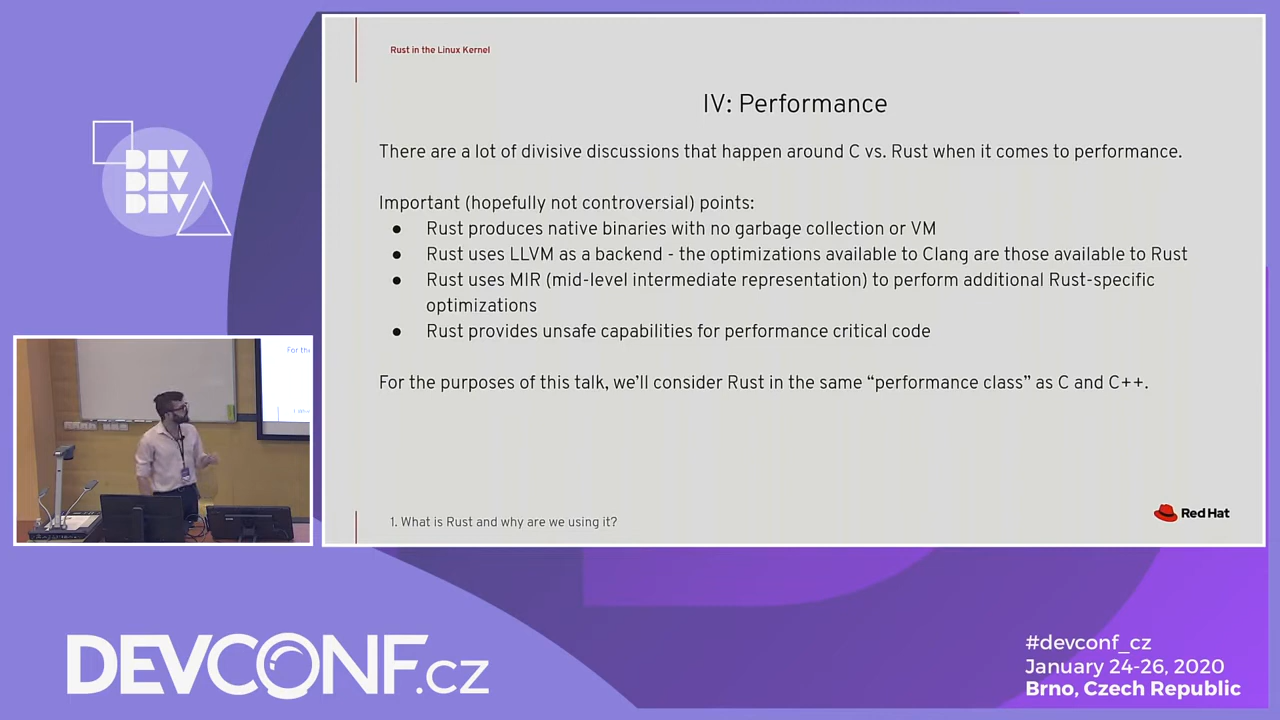 Rust in the Linux Kernel
IV: Performance
There are a lot of divisive discussions that happen around C vs. Rust when it comes to performance.
Important (hopefully not controversial) points:
● Rust produces native binaries with no garbage collection or VM
● Rust uses LLVM as a backend - the optimizations available to Clang are those available to Rust
● Rust uses MIR (mid-level intermediate representation) to perform additional Rust-specific
optimizations
● Rust provides unsafe capabilities for performance critical code
For the purposes of this talk, we’ll consider Rust in the same “performance class” as C and C++.
1. What is Rust and why are we using it?
Red Hat
DEV
DEV
DEV
For th
DEVCONF.cz
#devconf_cz
January 24-26, 2020
Brno, Czech Republic